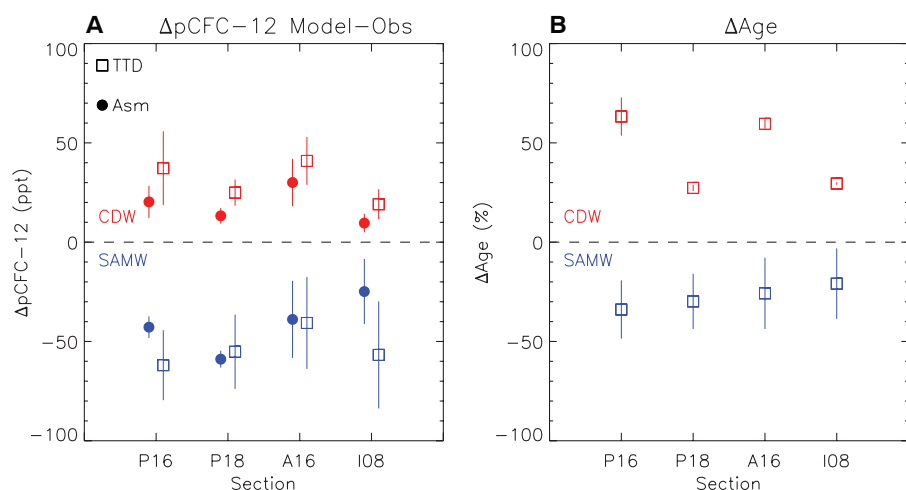 A
ΔpCFC-12 Model-Obs
ΔpCFC-12 (ppt)
100
50
0
-50
-100
TTD
Asm
CDW
SAMW
P16 P18 A16 I08
Section
B
ΔAge
ΔAge (%)
100
50
0
-50
-100
CDW
SAMW
P16 P18 A16 I08
Section